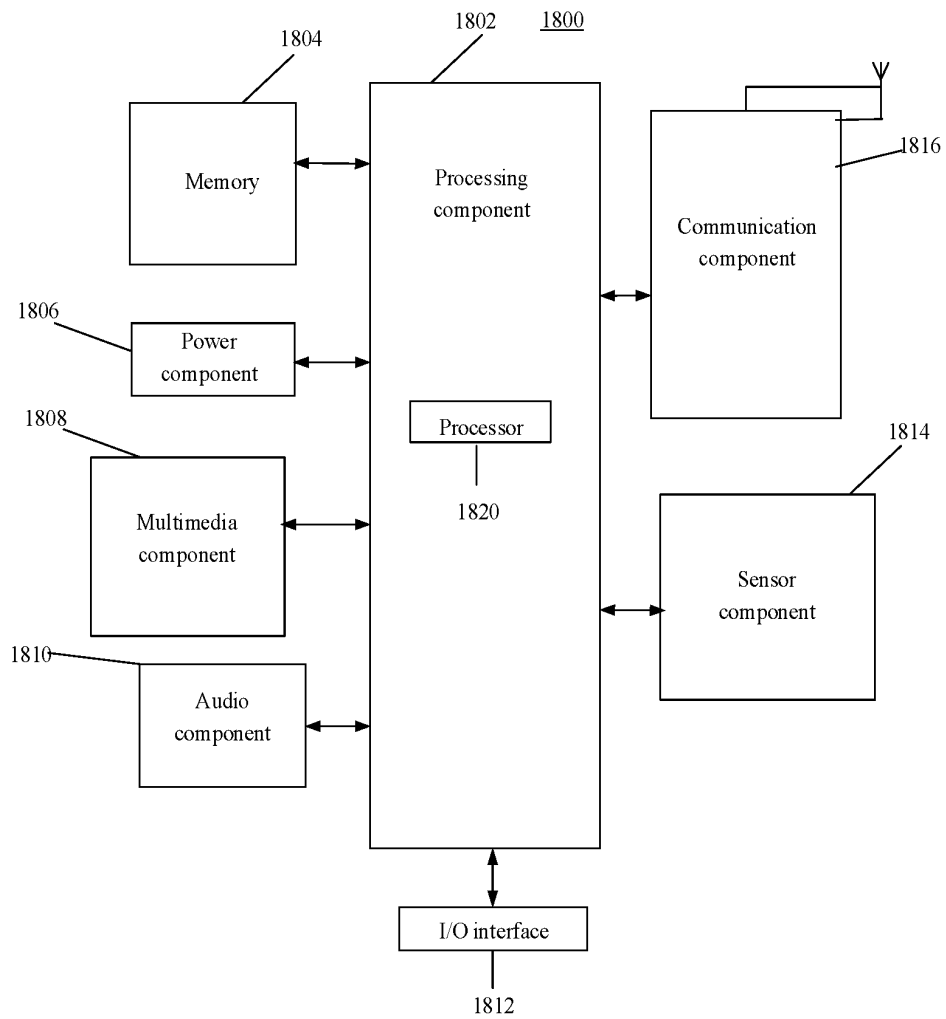 1802
1800
1804
Memory
Processing
component
1816
Communication
component
1806
Power
component
1808
Processor
1820
1814
Multimedia
component
Sensor
component
1810
Audio
component
I/O interface
1812